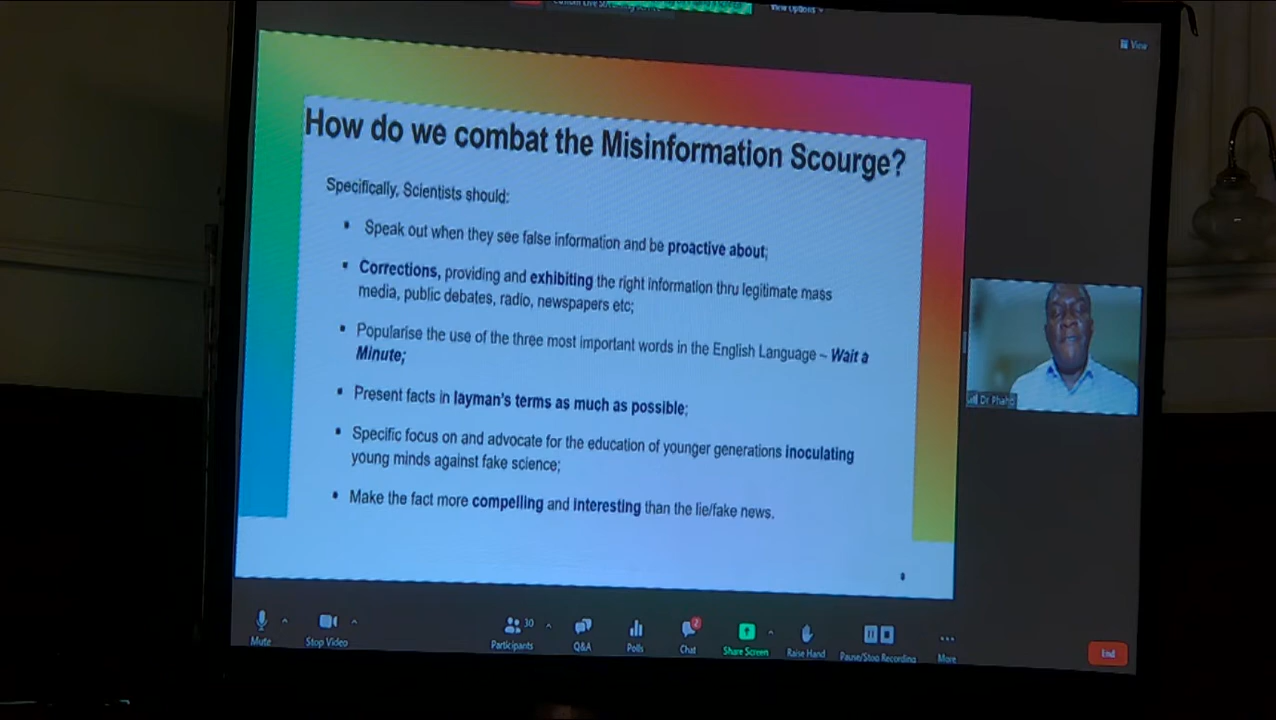 View
How do we combat the Misinformation Scourge?
Specifically, Scientists should:
Speak out when they see false information and be proactive about;
Corrections, providing and exhibiting the right information thru legitimate mass
media, public debates, radio, newspapers etc;
Popularise the use of the three most important words in the English Language – Wait a
Minute;
Present facts in layman's terms as much as possible;
Specific focus on and advocate for the education of younger generations inoculating
young minds against fake science;
Make the fact more compelling and interesting than the lie/fake news.
Mute
Stop Video
30
Participants
Q&A
Polls
2
Chat
Share Screen
Raise Hand
Pause/Stop Recording
More
End